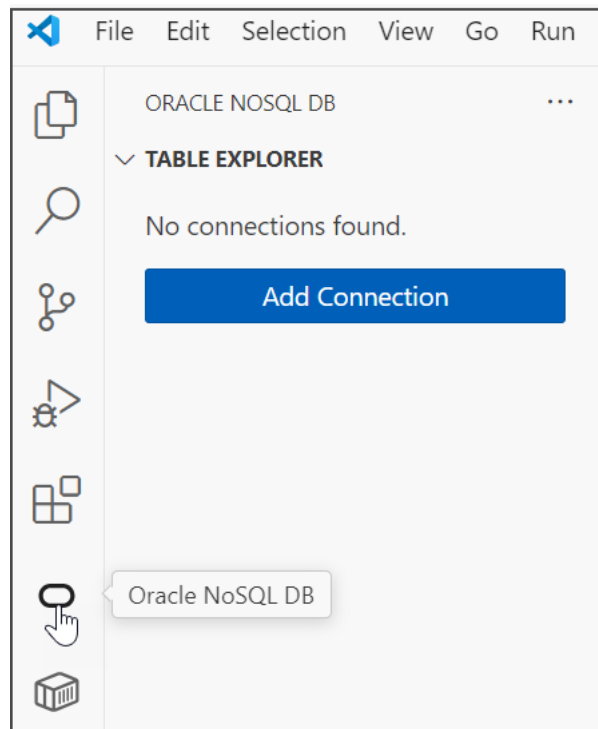 File Edit Selection View Go Run
ORACLE NOSQL DB
TABLE EXPLORER
No connections found.
Add Connection
Oracle NoSQL DB